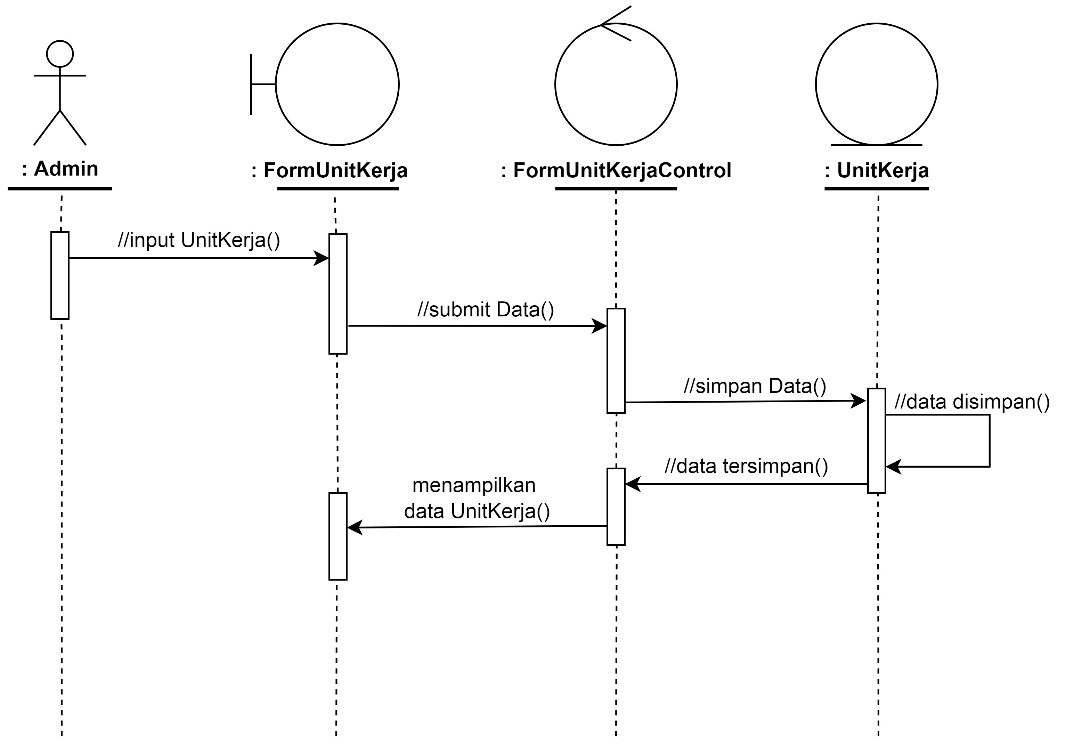 : Admin
: FormUnitKerja
: FormUnitKerjaControl
: UnitKerja
//input UnitKerja()
//submit Data()
//simpan Data()
//data disimpan()
//data tersimpan()
menampilkan
data UnitKerja()